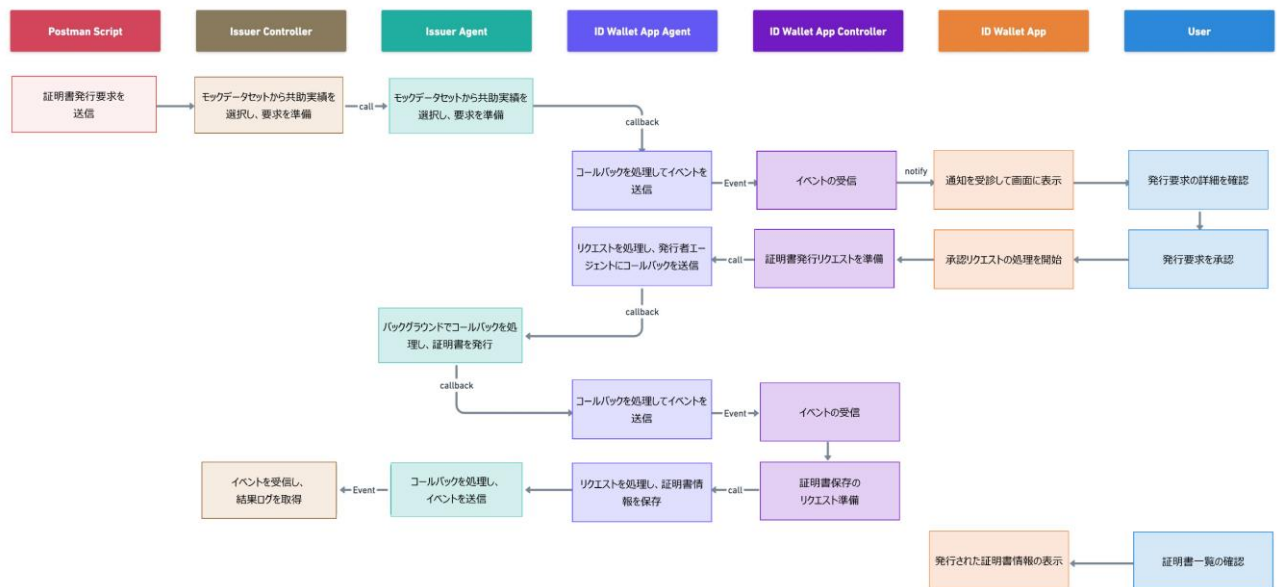 Postman Script
Issuer Controller
Issuer Agent
ID Wallet App Agent
ID Wallet App Controller
ID Wallet App
User
証明書発行要求を
送信
モックデータセットから共助実績を
選択し、要求を準備
call
モックデータセットから共助実績を
選択し、要求を準備
callback
コールバックを処理してイベントを
送信
Event
イベントの受信
notify
通知を受診して画面に表示
発行要求の詳細を確認
リクエストを処理し、発行者エー
ジェントにコールバックを送信
call
証明書発行リクエストを準備
承認リクエストの処理を開始
発行要求を承認
callback
バックグラウンドでコールバックを処
理し、証明書を発行
callback
コールバックを処理してイベントを
送信
Event
イベントの受信
イベントを受信し、
結果ログを取得
Event
コールバックを処理し、
イベントを送信
リクエストを処理し、証明書情
報を保存
call
証明書保存の
リクエスト準備
発行された証明書情報の表示
証明書一覧の確認